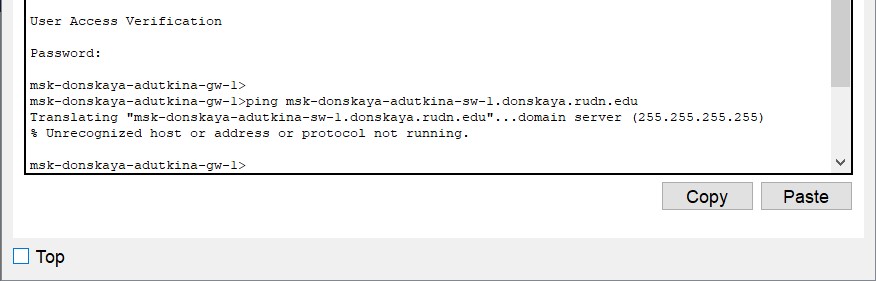 User Access Verification
Password:
msk-donskaya-adutkina-gw-1>
msk-donskaya-adutkina-gw-1>ping msk-donskaya-adutkina-sw-1.donskaya.rudn.edu
Translating "msk-donskaya-adutkina-sw-1.donskaya.rudn.edu"...domain server (255.255.255.255)
% Unrecognized host or address or protocol not running.
msk-donskaya-adutkina-gw-1>
Copy Paste
Top